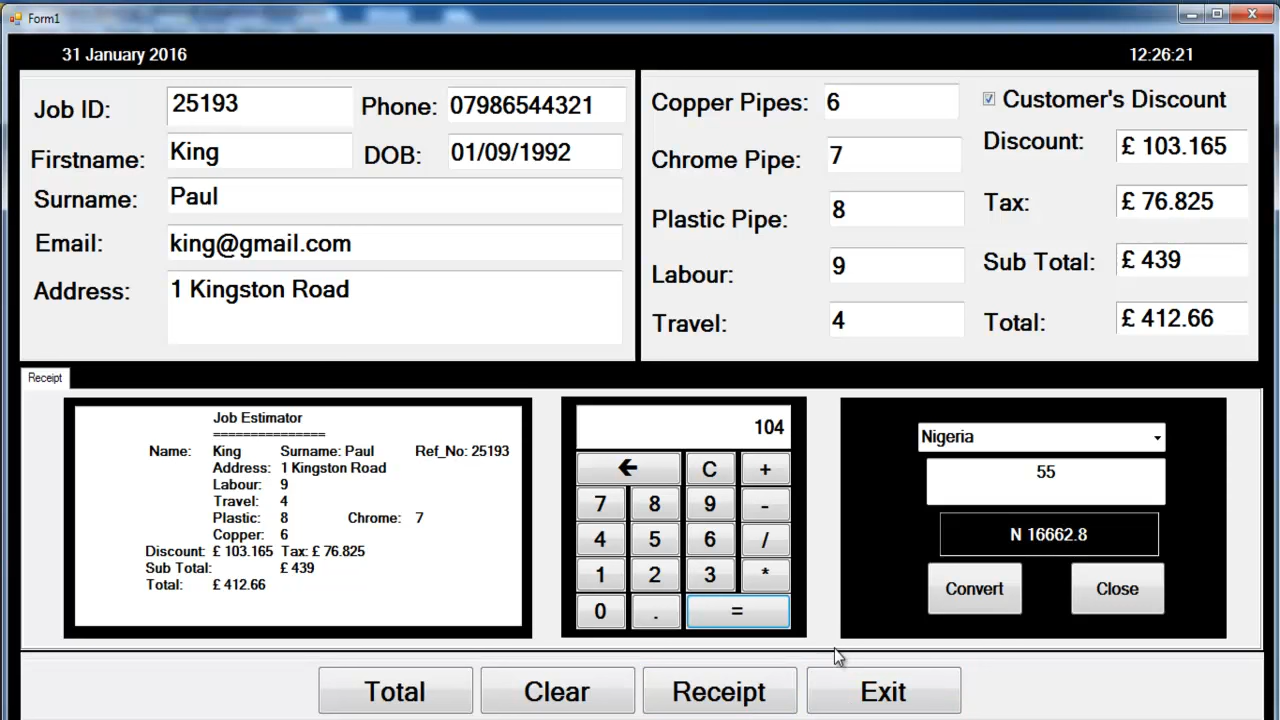 Form1
31 January 2016 12:26:21
Job ID: 25193 Phone: 07986544321
Firstname: King DOB: 01/09/1992
Surname: Paul
Email: king@gmail.com
Address: 1 Kingston Road
Copper Pipes: 6
Chrome Pipe: 7
Plastic Pipe: 8
Labour: 9
Travel: 4
Customer's Discount
Discount: £ 103.165
Tax: £ 76.825
Sub Total: £ 439
Total: £ 412.66
Receipt
Job Estimator
===============
Name: King Surname: Paul Ref_No: 25193
Address: 1 Kingston Road
Labour: 9
Travel: 4
Plastic: 8 Chrome: 7
Copper: 6
Discount: £ 103.165 Tax: £ 76.825
Sub Total: £ 439
Total: £ 412.66
104
← C +
7 8 9 -
4 5 6 /
1 2 3 *
0 . =
Nigeria
55
N 16662.8
Convert Close
Total Clear Receipt Exit